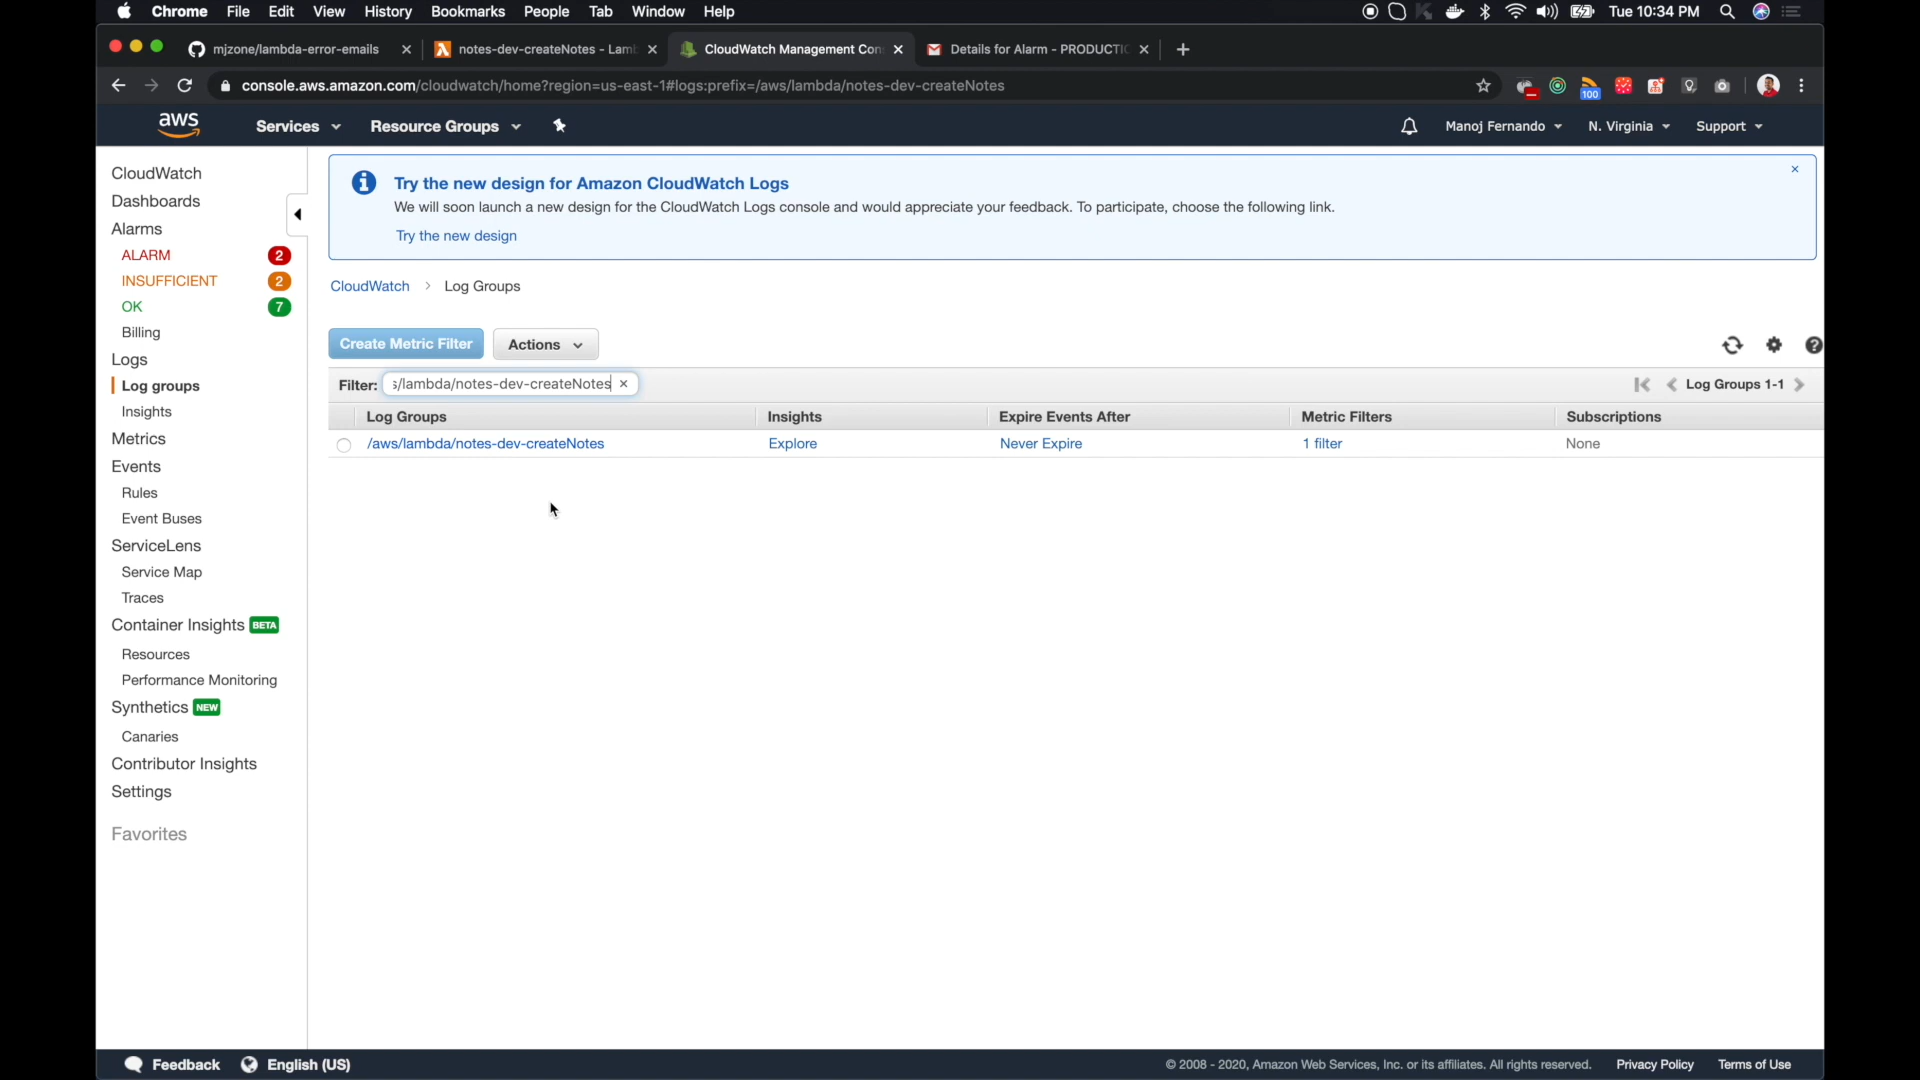 Chrome File Edit View History Bookmarks People Tab Window Help Tue 10:34 PM
mjzone/lambda-error-emails
notes-dev-createNotes - Lam
CloudWatch Management Con
Details for Alarm - PRODUCTIC
console.aws.amazon.com/cloudwatch/home?region=us-east-1#logs:prefix=/aws/lambda/notes-dev-createNotes
100
aws Services Resource Groups Manoj Fernando N. Virginia Support
CloudWatch
Dashboards
Alarms
ALARM 2
INSUFFICIENT 2
OK 7
Billing
Logs
Log groups
Insights
Metrics
Events
Rules
Event Buses
ServiceLens
Service Map
Traces
Container Insights BETA
Resources
Performance Monitoring
Synthetics NEW
Canaries
Contributor Insights
Settings
Favorites
Try the new design for Amazon CloudWatch Logs
We will soon launch a new design for the CloudWatch Logs console and would appreciate your feedback. To participate, choose the following link.
Try the new design
CloudWatch > Log Groups
Create Metric Filter Actions
Filter: s/lambda/notes-dev-createNotes Log Groups 1-1
Log Groups Insights Expire Events After Metric Filters Subscriptions
/aws/lambda/notes-dev-createNotes Explore Never Expire 1 filter None
Feedback English (US) © 2008 - 2020, Amazon Web Services, Inc. or its affiliates. All rights reserved. Privacy Policy Terms of Use